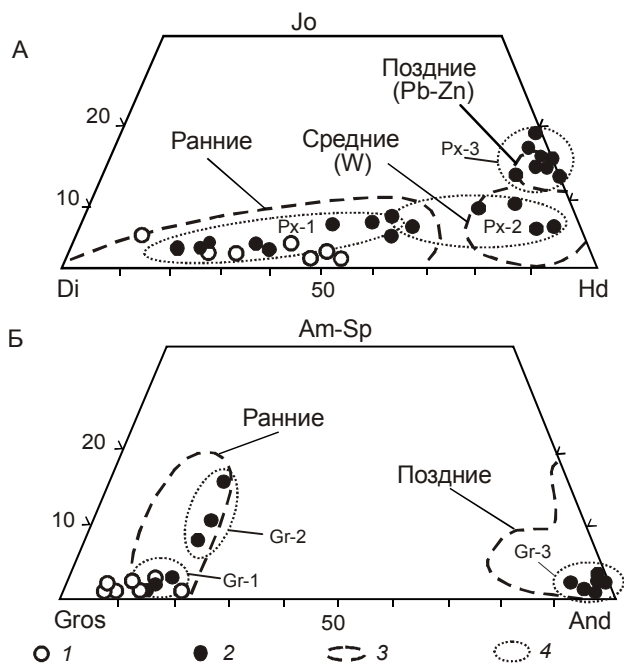 А
Jo
Поздние
(Pb-Zn)
20
Ранние
Средние
(W)
Px-3
10
Px-1
Px-2
Di
50
Hd
Б
Am-Sp
Ранние
20
Поздние
10
Gr-2
Gr-1
Gr-3
Gros
50
And
1
2
3
4